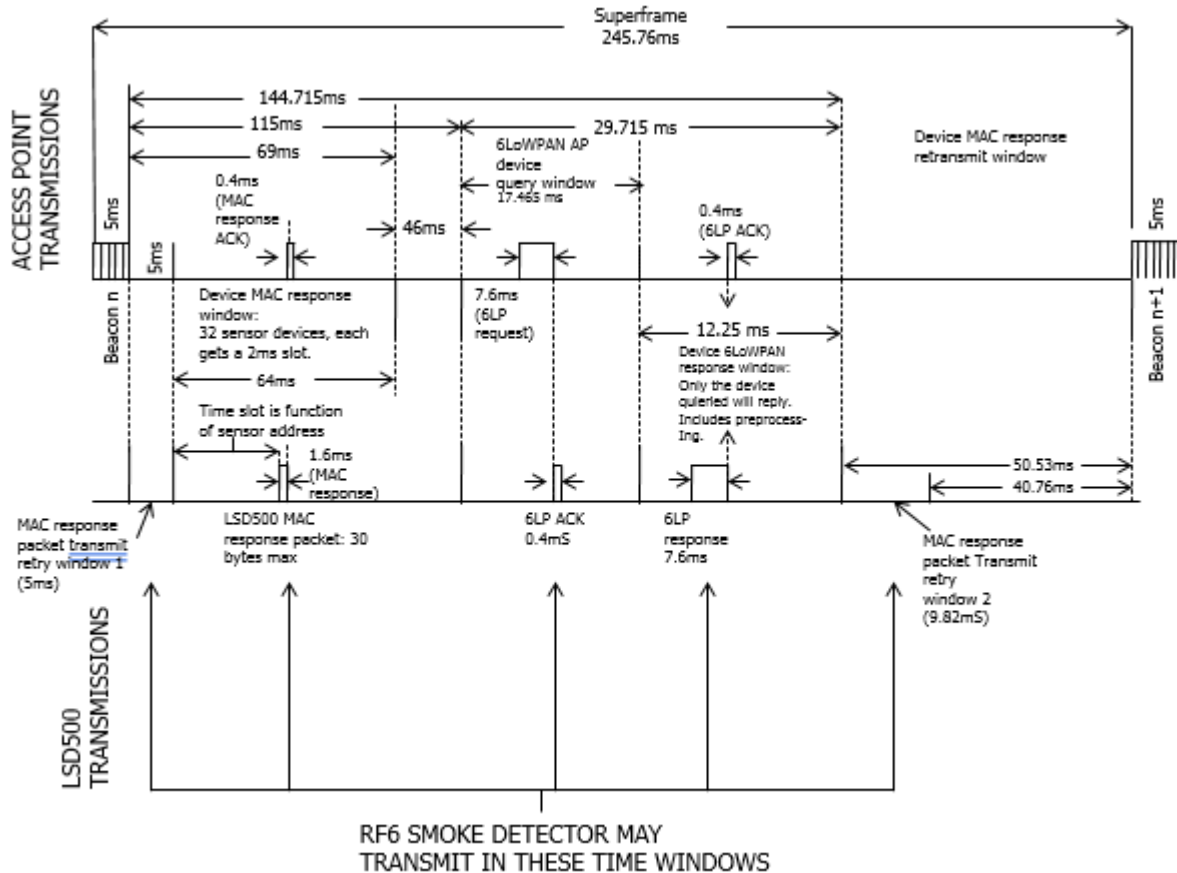 Superframe
245.76ms
ACCESS POINT
TRANSMISSIONS
144.715ms
115ms
29.715 ms
69ms
6LoWPAN AP
device
query window
17.465 ms
Device MAC response
retransmit window
0.4ms
(MAC
response
ACK)
46ms
0.4ms
(6LP ACK)
5ms
5ms
5ms
Beacon n
Device MAC response
window:
32 sensor devices, each
gets a 2ms slot.
64ms
7.6ms
(6LP
request)
12.25 ms
Device 6LoWPAN
response window:
Only the device
quieried will reply.
Includes preprocess-
ing.
Beacon n+1
Time slot is function
of sensor address
1.6ms
(MAC
response)
50.53ms
40.76ms
MAC response
packet transmit
retry window 1
(5ms)
LSD500 MAC
response packet: 30
bytes max
6LP ACK
0.4mS
6LP
response
7.6ms
MAC response
packet Transmit
retry
window 2
(9.82mS)
LSD500
TRANSMISSIONS
RF6 SMOKE DETECTOR MAY
TRANSMIT IN THESE TIME WINDOWS